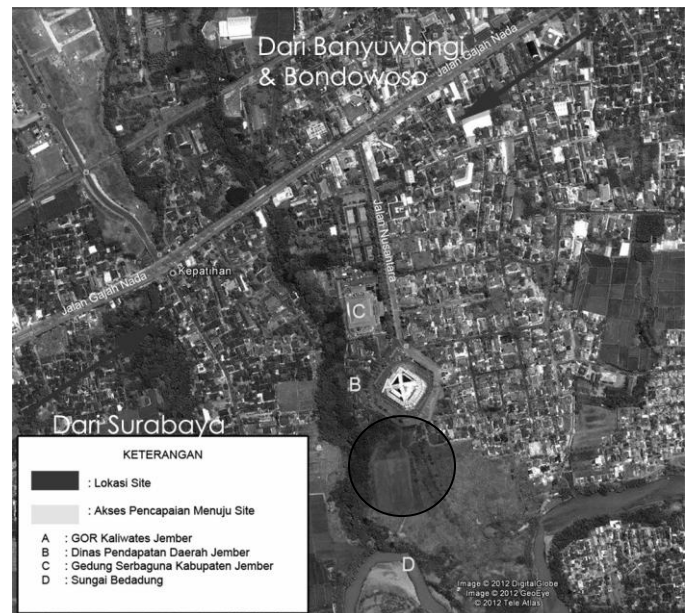 Dari Banyuwangi
& Bondowoso
Jalan Gajah Nada
Jalan Nusantara
Kepatihan
Jalan Gajah Nada
C
B
Dari Surabaya
KETERANGAN
: Lokasi Site
: Akses Pencapaian Menuju Site
A : GOR Kaliwates Jember
B : Dinas Pendapatan Daerah Jember
C : Gedung Serbaguna Kabupaten Jember
D : Sungai Bedadung
D
Image © 2012 DigitalGlobe
Image © 2012 GeoEye
© 2012 Tele Atlas